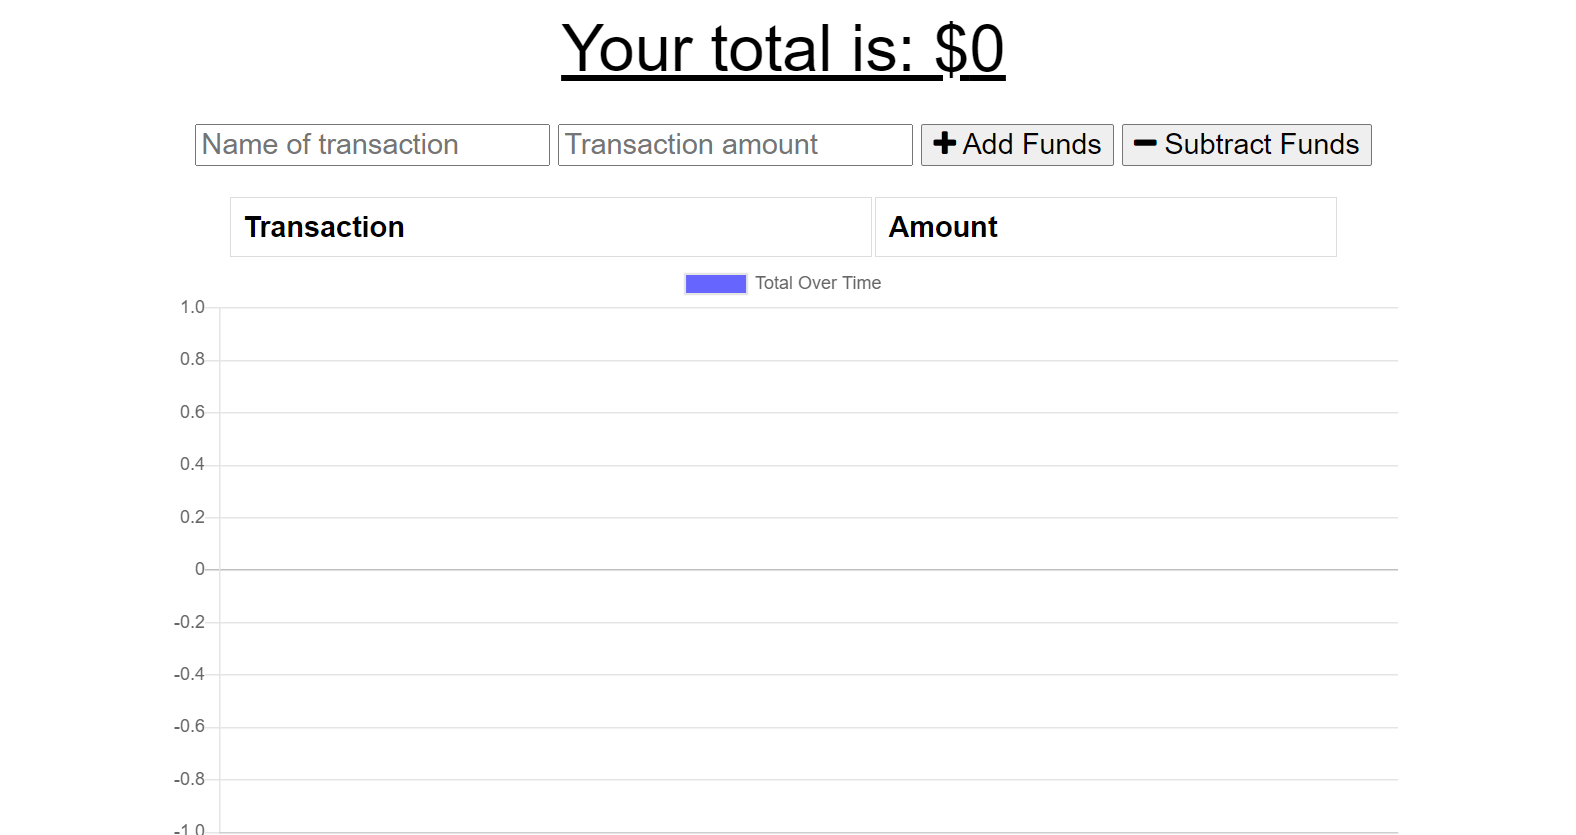 Your total is: $0
Name of transaction Transaction amount Add Funds Subtract Funds
Transaction Amount
Total Over Time
1.0
0.8
0.6
0.4
0.2
0
-0.2
-0.4
-0.6
-0.8
-1.0